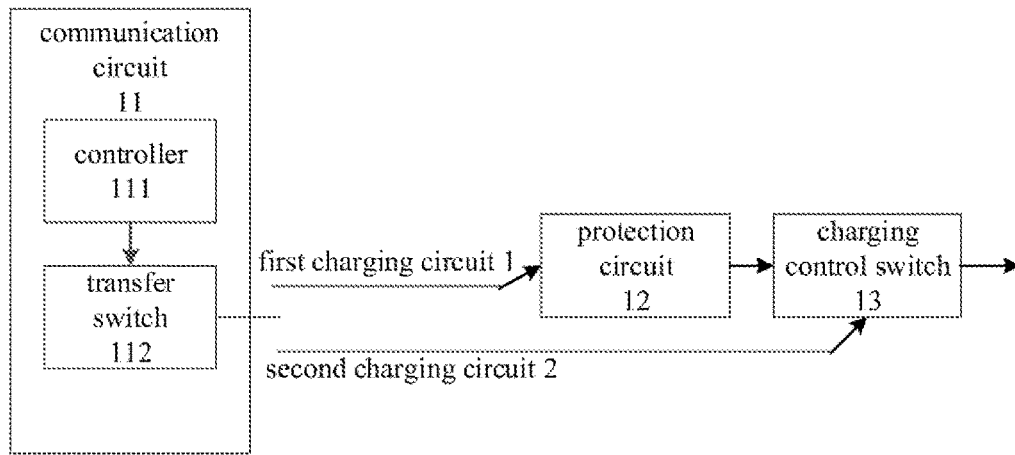 communication
circuit
11
controller
111
transfer
switch
112
first charging circuit 1
second charging circuit 2
protection
circuit
12
charging
control switch
13